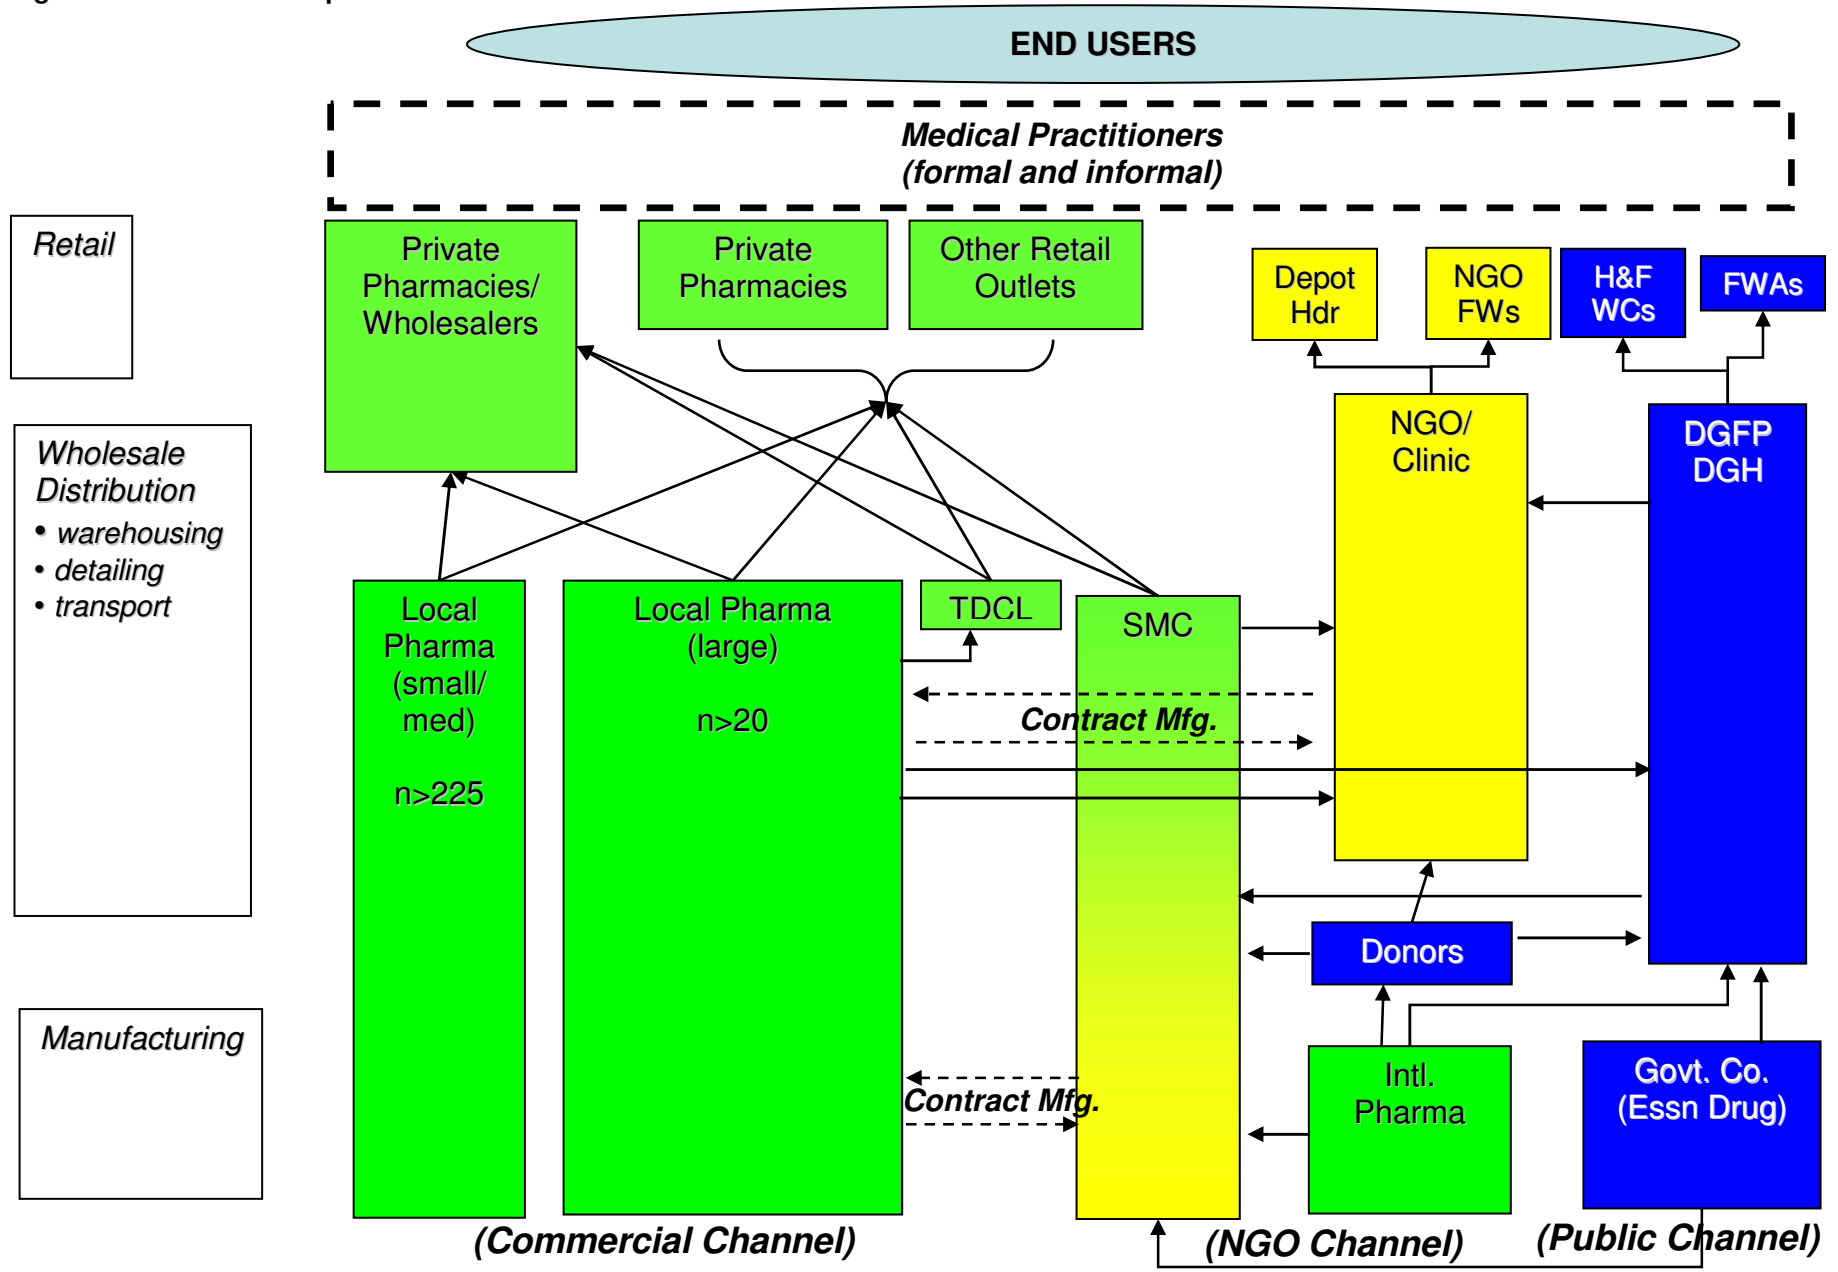 END USERS
Medical Practitioners
(formal and informal)
Retail
Private
Pharmacies/
Wholesalers
Private
Pharmacies
Other Retail
Outlets
Depot
Hdr
NGO
FWs
H&F
WCs
FWAs
Wholesale
Distribution
• warehousing
• detailing
• transport
NGO/
Clinic
DGFP
DGH
Local
Pharma
(small/
med)
n>225
Local Pharma
(large)
n>20
TDCL
SMC
Contract Mfg.
Donors
Manufacturing
Contract Mfg.
Intl.
Pharma
Govt. Co.
(Essn Drug)
(Commercial Channel)
(NGO Channel)
(Public Channel)